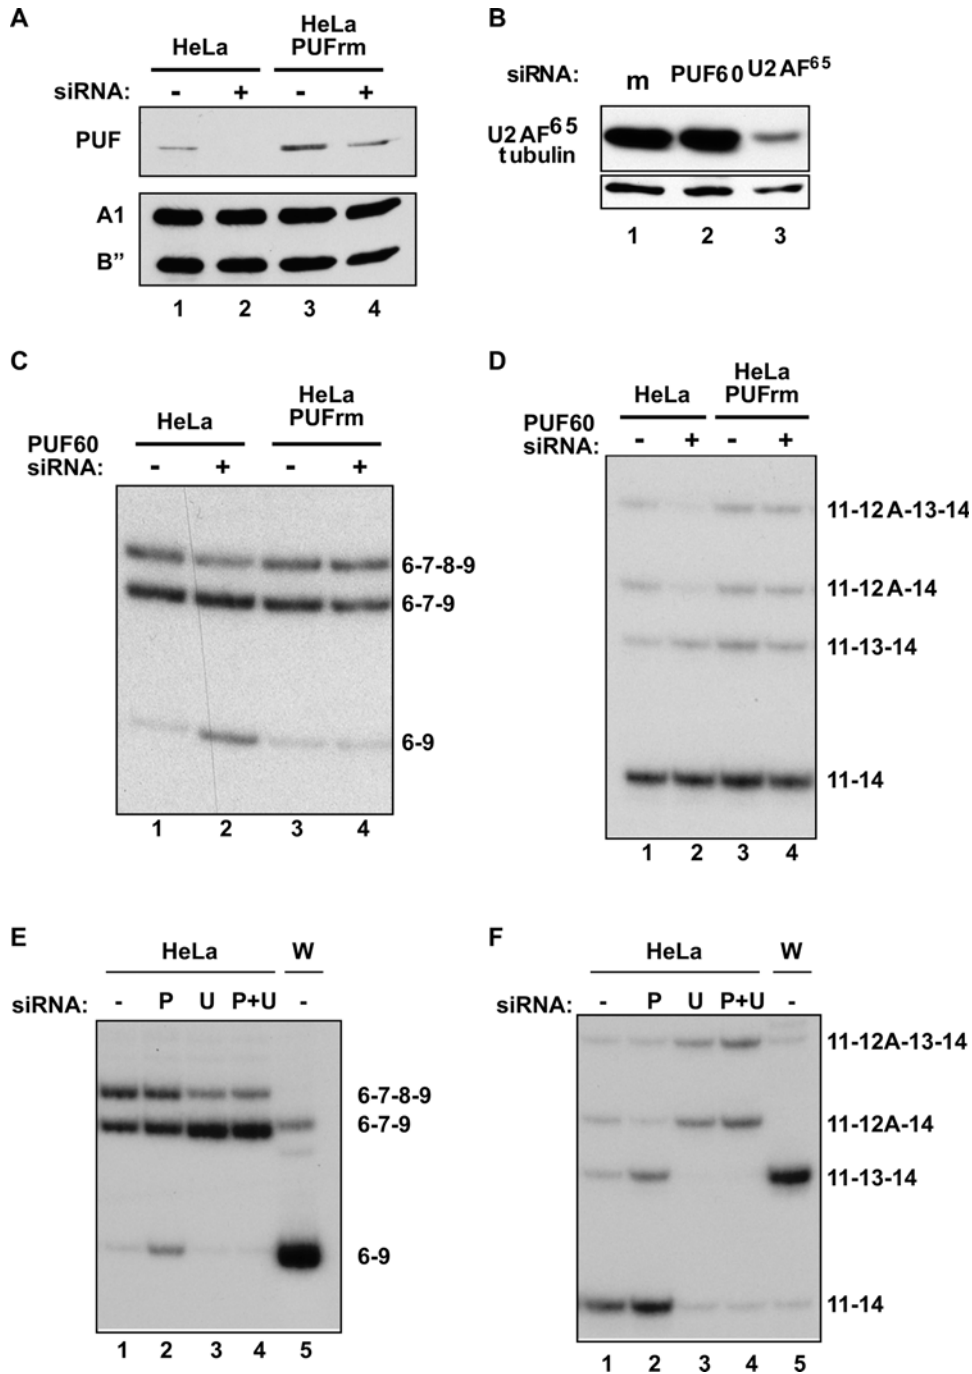 A
HeLa
HeLa
PUFrm
siRNA: - + - +
PUF
A1
B”
1 2 3 4
B
siRNA: m PUF60 U2AF65
U2AF65
tubulin
1 2 3
C
HeLa
HeLa
PUFrm
PUF60
siRNA: - + - +
6-7-8-9
6-7-9
6-9
1 2 3 4
D
HeLa
HeLa
PUFrm
PUF60
siRNA: - + - +
11-12A-13-14
11-12A-14
11-13-14
11-14
1 2 3 4
E
HeLa W
siRNA: - P U P+U -
6-7-8-9
6-7-9
6-9
1 2 3 4 5
F
HeLa W
siRNA: - P U P+U -
11-12A-13-14
11-12A-14
11-13-14
11-14
1 2 3 4 5